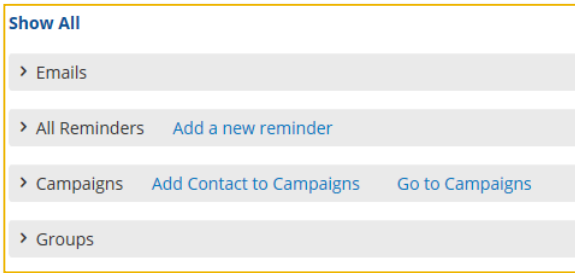 Show All
Emails
All Reminders Add a new reminder
Campaigns Add Contact to Campaigns Go to Campaigns
Groups